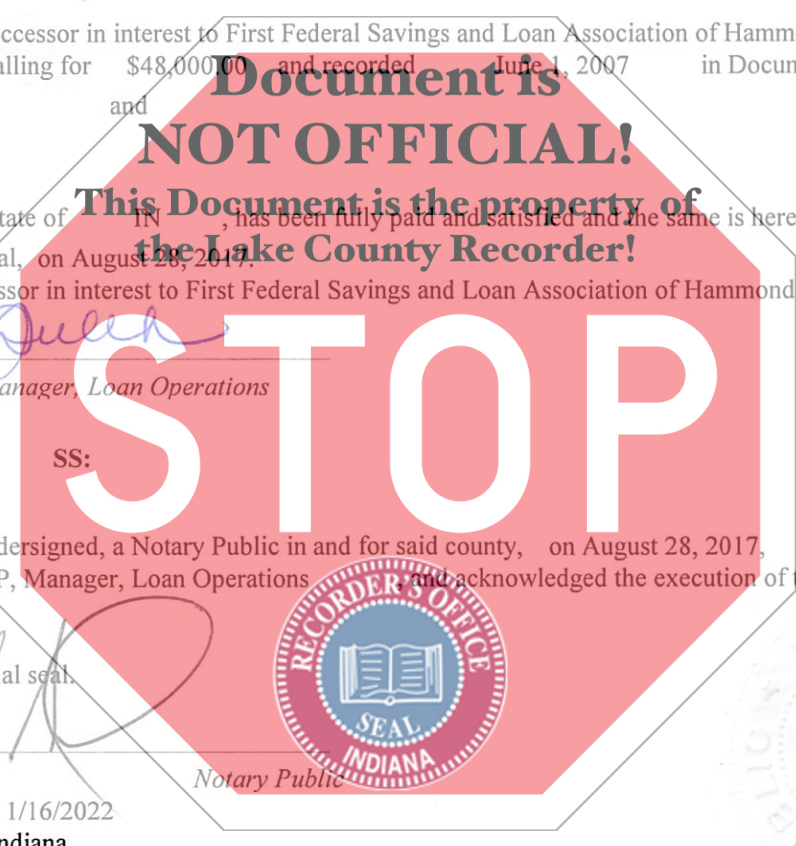 ccessor in interest to First Federal Savings and Loan Association of Hamm
alling for $48,000.00 and recorded June 1, 2007 in Docum
Document is
and
NOT OFFICIAL!
This Document is the property of
tate of IN , has been fully paid and satisfied and the same is here
the Lake County Recorder!
al, on August 28, 2017.
ssor in interest to First Federal Savings and Loan Association of Hammond
anager, Loan Operations
STOP
SS:
dersigned, a Notary Public in and for said county, on August 28, 2017,
P, Manager, Loan Operations , and acknowledged the execution of t
RECORDER'S OFFICE
al seal.
SEAL
INDIANA
Notary Public
1/16/2022
ndiana